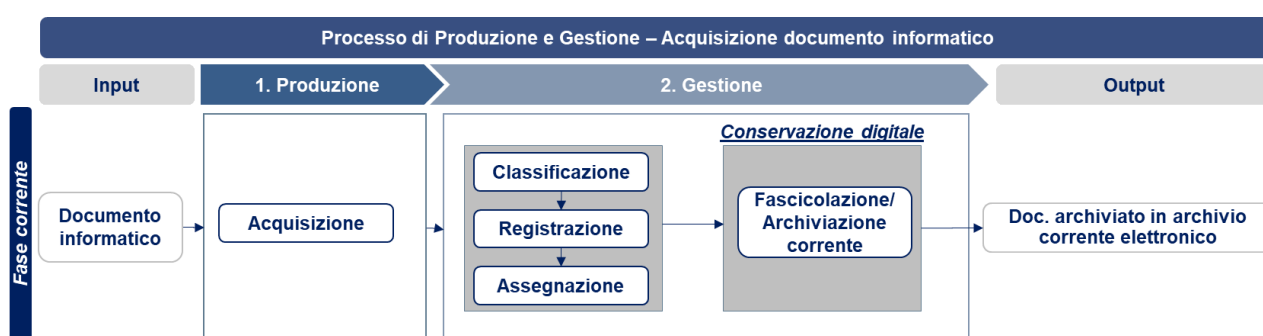 Processo di Produzione e Gestione – Acquisizione documento informatico
Input
1. Produzione
2. Gestione
Output
Fase corrente
Documento
informatico
Acquisizione
Classificazione
Registrazione
Assegnazione
Conservazione digitale
Fascicolazione/
Archiviazione
corrente
Doc. archiviato in archivio
corrente elettronico